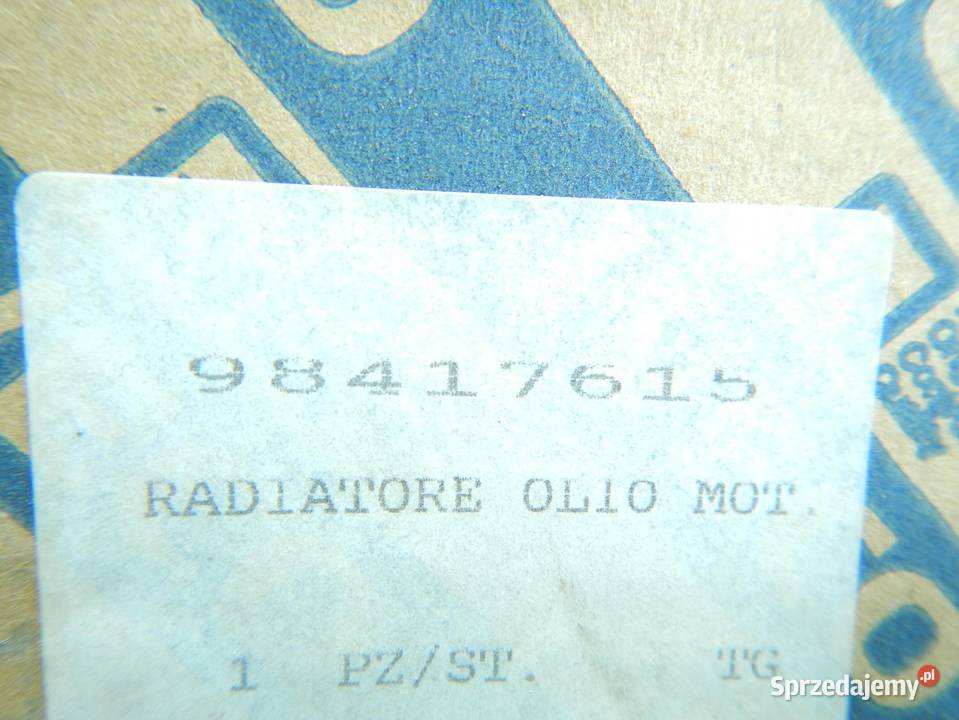 98417615
RADIATORE OLIO MOT.
1 PZ/ST. TG
Sprzedajemy.pl